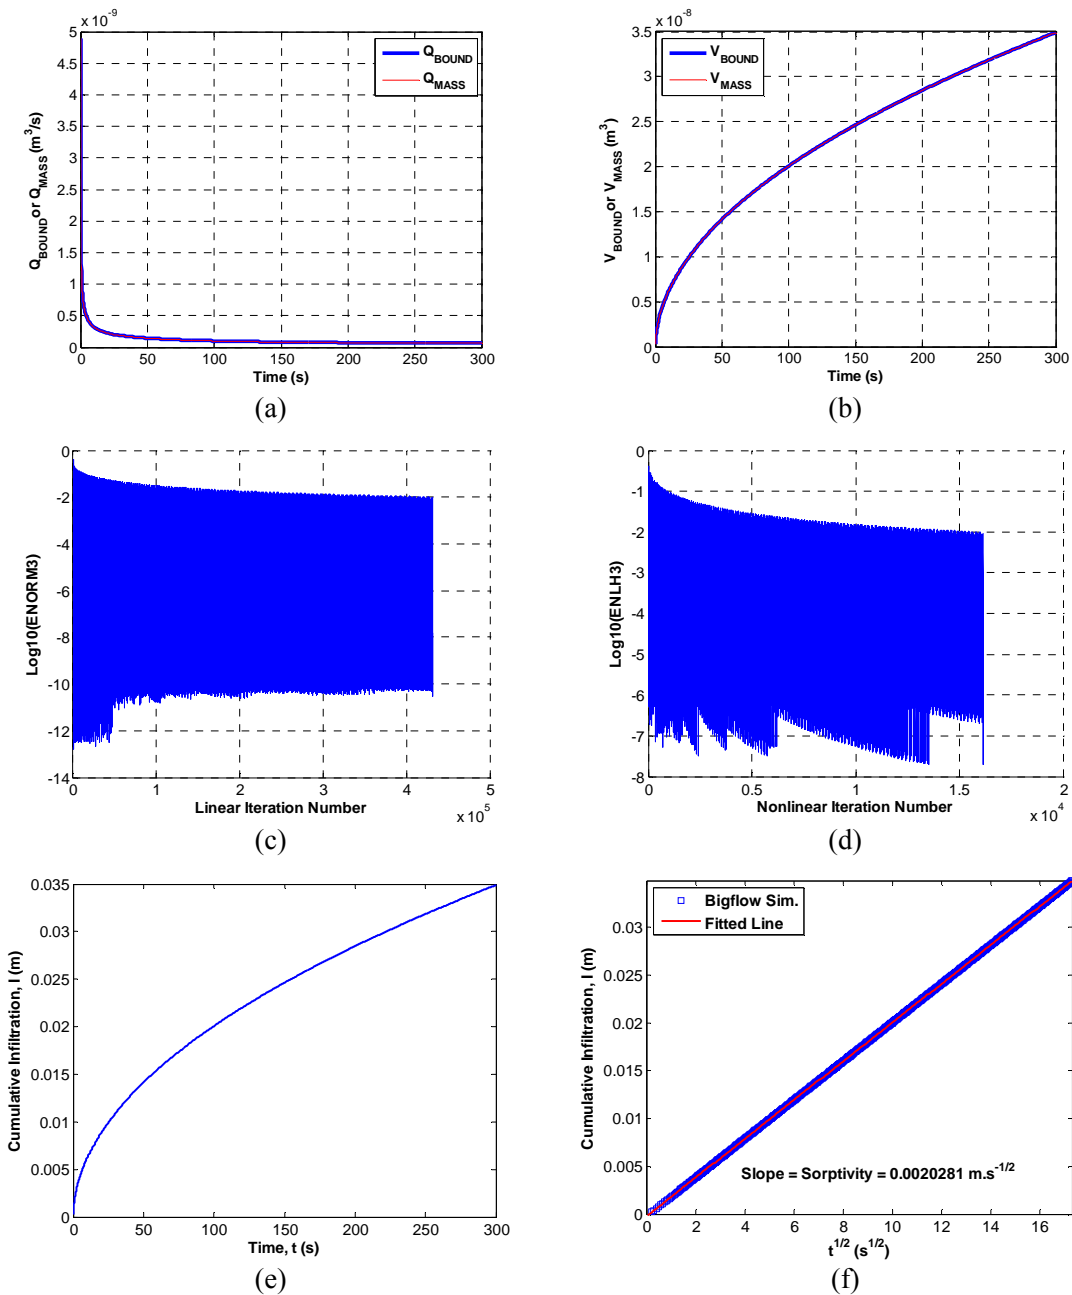 x 10^-9
5
4.5
4
3.5
3
2.5
2
1.5
1
0.5
0
Q_BOUND or Q_MASS (m^3/s)
Q_BOUND
Q_MASS
0 50 100 150 200 250 300
Time (s)
(a)
x 10^-8
3.5
3
2.5
2
1.5
1
0.5
0
V_BOUND or V_MASS (m^3)
V_BOUND
V_MASS
0 50 100 150 200 250 300
Time (s)
(b)
0
-2
-4
-6
-8
-10
-12
-14
Log10(ENORM3)
0 1 2 3 4 5
Linear Iteration Number
x 10^5
(c)
0
-1
-2
-3
-4
-5
-6
-7
-8
Log10(ENLH3)
0 0.5 1 1.5 2
Nonlinear Iteration Number
x 10^4
(d)
0.035
0.03
0.025
0.02
0.015
0.01
0.005
0
Cumulative Infiltration, I (m)
0 50 100 150 200 250 300
Time, t (s)
(e)
0.03
0.025
0.02
0.015
0.01
0.005
0
Cumulative Infiltration, I (m)
Bigflow Sim.
Fitted Line
Slope = Sorptivity = 0.0020281 m.s^-1/2
0 2 4 6 8 10 12 14 16
t^1/2 (s^1/2)
(f)